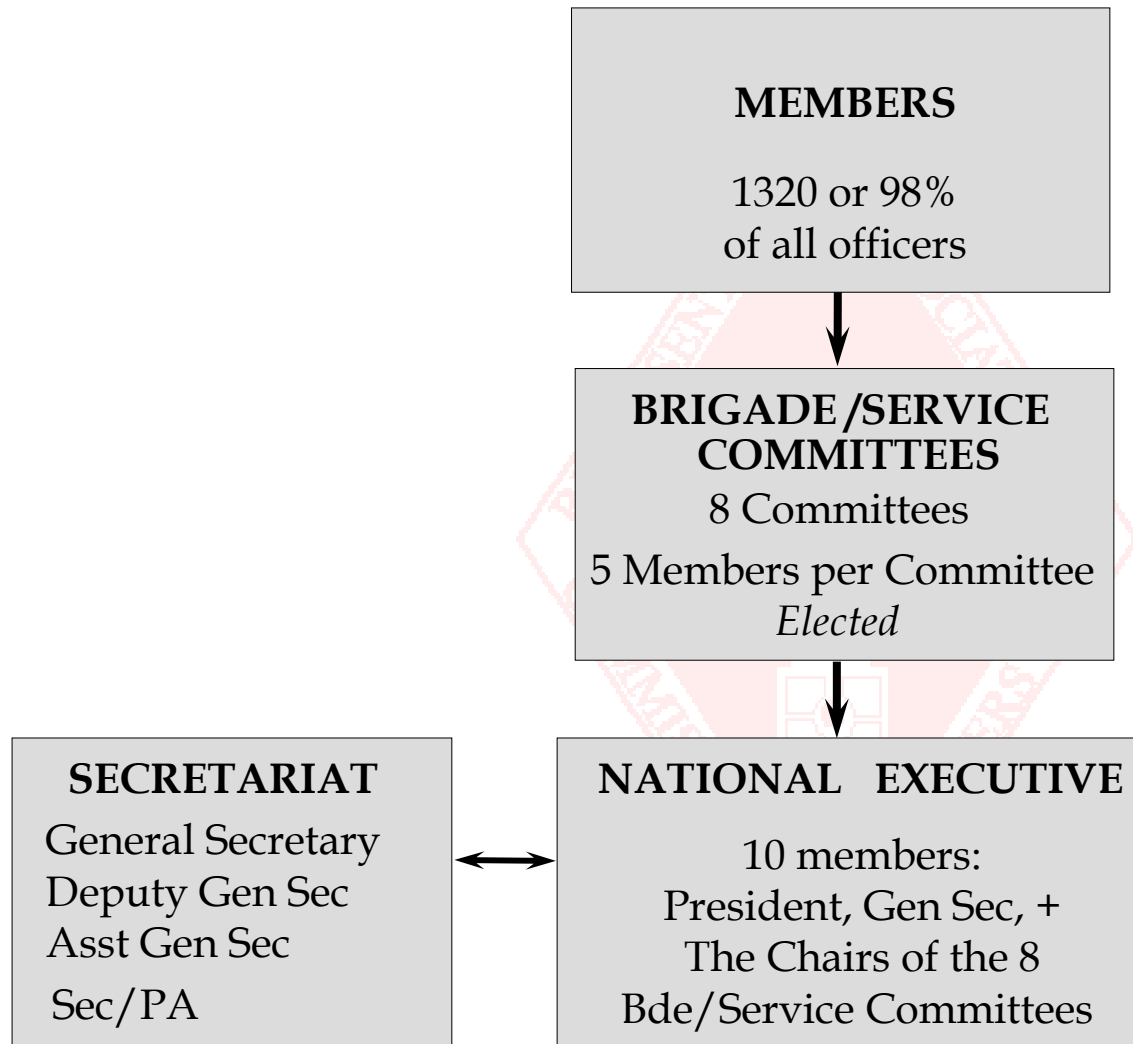 MEMBERS
1320 or 98%
of all officers
BRIGADE/SERVICE
COMMITTEES
8 Committees
5 Members per Committee
Elected
SECRETARIAT
General Secretary
Deputy Gen Sec
Asst Gen Sec
Sec/PA
NATIONAL EXECUTIVE
10 members:
President, Gen Sec, +
The Chairs of the 8
Bde/Service Committees